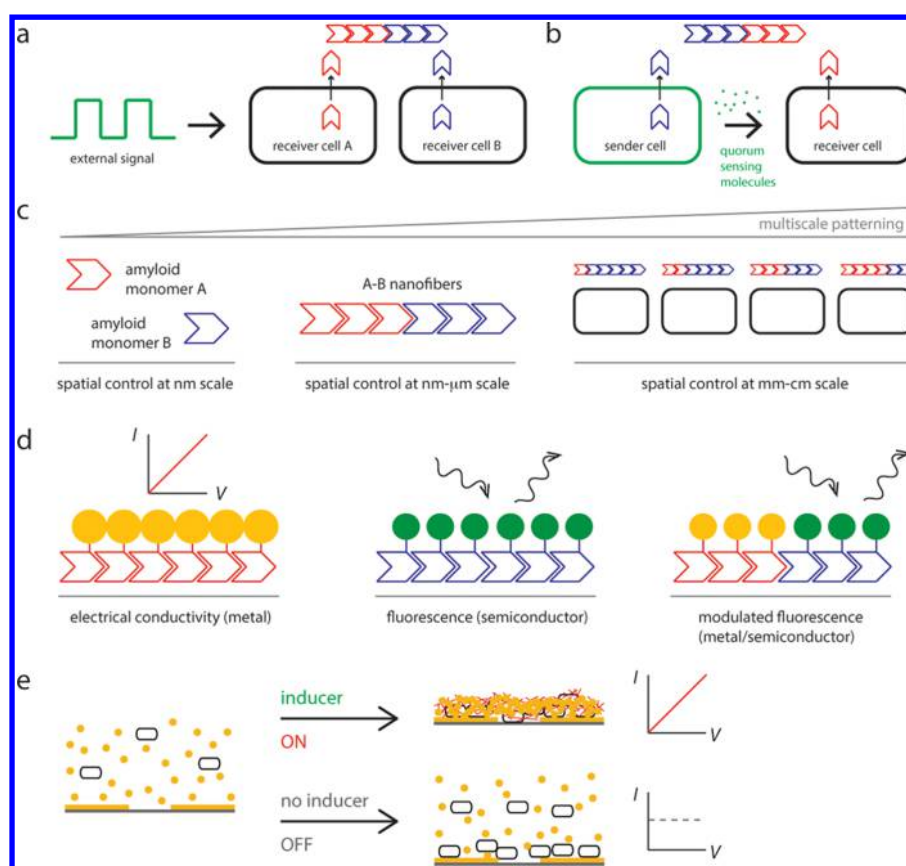 a
external signal
receiver cell A
receiver cell B
b
sender cell
quorum
sensing
molecules
receiver cell
c
multiscale patterning
amyloid
monomer A
amyloid
monomer B
spatial control at nm scale
A-B nanofibers
spatial control at nm-μm scale
spatial control at mm-cm scale
d
I
V
electrical conductivity (metal)
fluorescence (semiconductor)
modulated fluorescence
(metal/semiconductor)
e
inducer
ON
I
V
no inducer
OFF
I
V